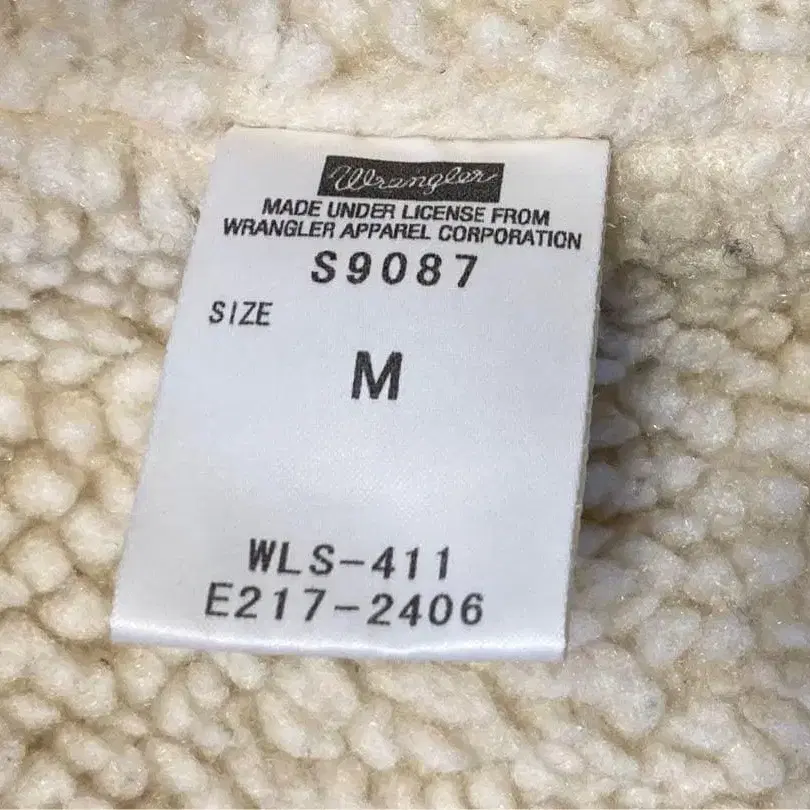 Wrangler
MADE UNDER LICENSE FROM
WRANGLER APPAREL CORPORATION
S9087
SIZE
M
WLS-411
E217-2406